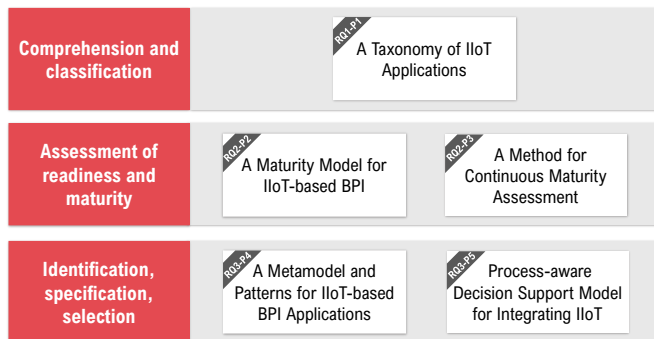 Comprehension and
classification
RQ1-P1
A Taxonomy of IIoT
Applications
Assessment of
readiness and
maturity
RQ2-P2
A Maturity Model for
IIoT-based BPI
RQ2-P3
A Method for
Continuous Maturity
Assessment
Identification,
specification,
selection
RQ3-P4
A Metamodel and
Patterns for IIoT-based
BPI Applications
RQ3-P5
Process-aware
Decision Support Model
for Integrating IIoT